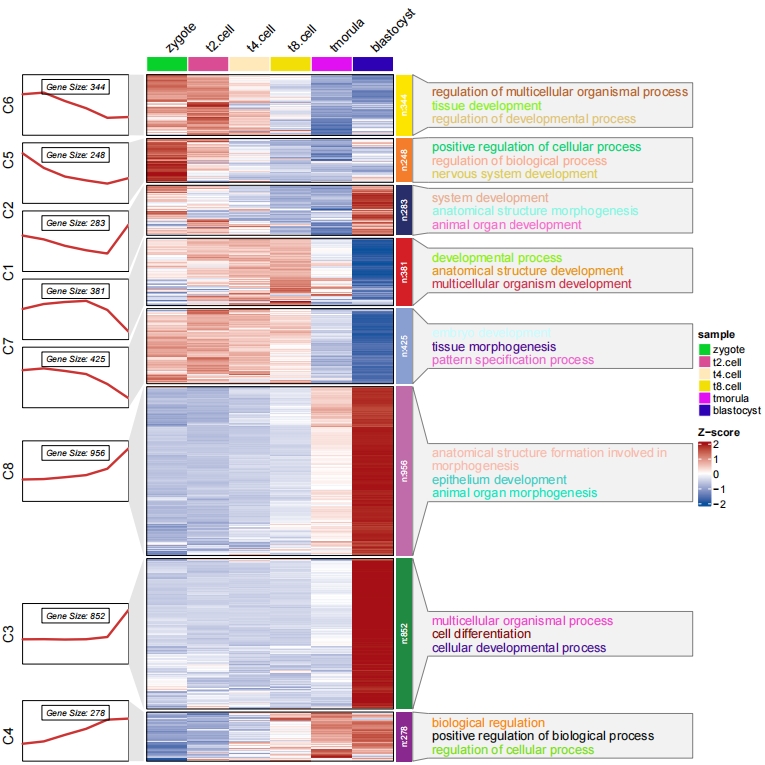 zygote
t2.cell
t4.cell
t8.cell
tmorula
blastocyst
C6
Gene Size: 344
n:344
regulation of multicellular organismal process
tissue development
regulation of developmental process
C5
Gene Size: 248
n:248
positive regulation of cellular process
regulation of biological process
nervous system development
C2
Gene Size: 283
n:283
system development
anatomical structure morphogenesis
animal organ development
C1
Gene Size: 381
n:381
developmental process
anatomical structure development
multicellular organism development
C7
Gene Size: 425
n:425
embryo development
tissue morphogenesis
pattern specification process
C8
Gene Size: 956
n:956
anatomical structure formation involved in
morphogenesis
epithelium development
animal organ morphogenesis
C3
Gene Size: 852
n:852
multicellular organismal process
cell differentiation
cellular developmental process
C4
Gene Size: 278
n:278
biological regulation
positive regulation of biological process
regulation of cellular process
sample
zygote
t2.cell
t4.cell
t8.cell
tmorula
blastocyst
Z−score
2
1
0
−1
−2